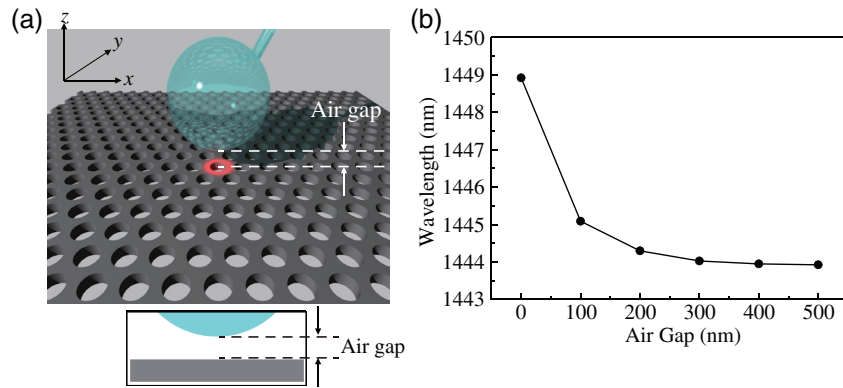 (a)
z
y
x
Air gap
Air gap
(b)
Wavelength (nm)
1450
1449
1448
1447
1446
1445
1444
1443
0 100 200 300 400 500
Air Gap (nm)